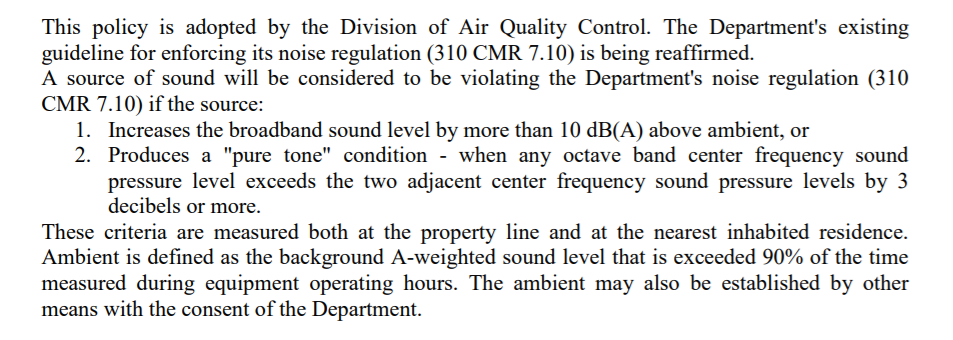 This policy is adopted by the Division of Air Quality Control. The Department's existing
guideline for enforcing its noise regulation (310 CMR 7.10) is being reaffirmed.
A source of sound will be considered to be violating the Department's noise regulation (310
CMR 7.10) if the source:
1. Increases the broadband sound level by more than 10 dB(A) above ambient, or
2. Produces a "pure tone" condition - when any octave band center frequency sound
pressure level exceeds the two adjacent center frequency sound pressure levels by 3
decibels or more.
These criteria are measured both at the property line and at the nearest inhabited residence.
Ambient is defined as the background A-weighted sound level that is exceeded 90% of the time
measured during equipment operating hours. The ambient may also be established by other
means with the consent of the Department.